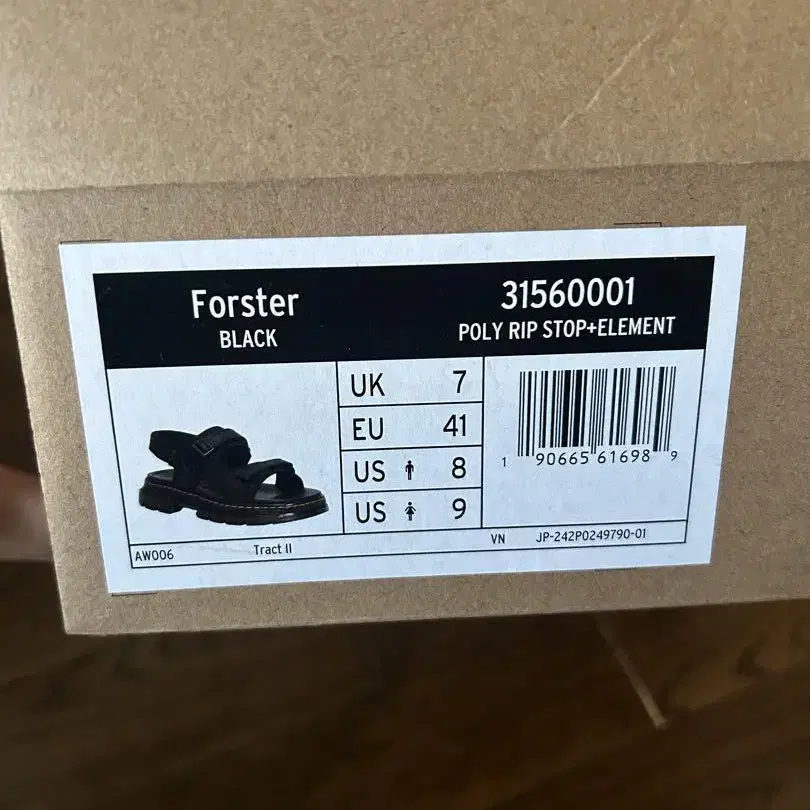 Forster
BLACK
31560001
POLY RIP STOP+ELEMENT
UK 7
EU 41
US 8
US 9
1 90665 61698 9
AW006 Tract II VN JP-242P0249790-01